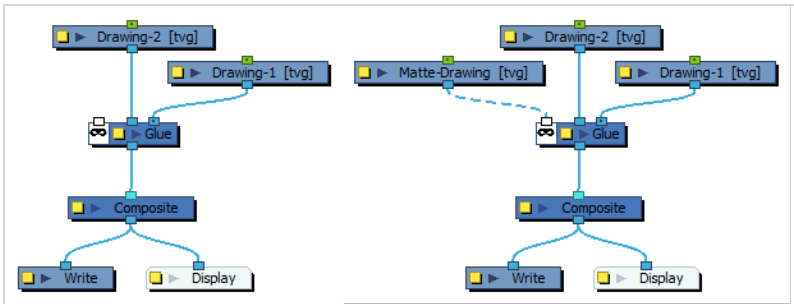 Drawing-2 [tvg]
Drawing-1 [tvg]
Glue
Composite
Write
Display
Drawing-2 [tvg]
Matte-Drawing [tvg]
Drawing-1 [tvg]
Glue
Composite
Write
Display